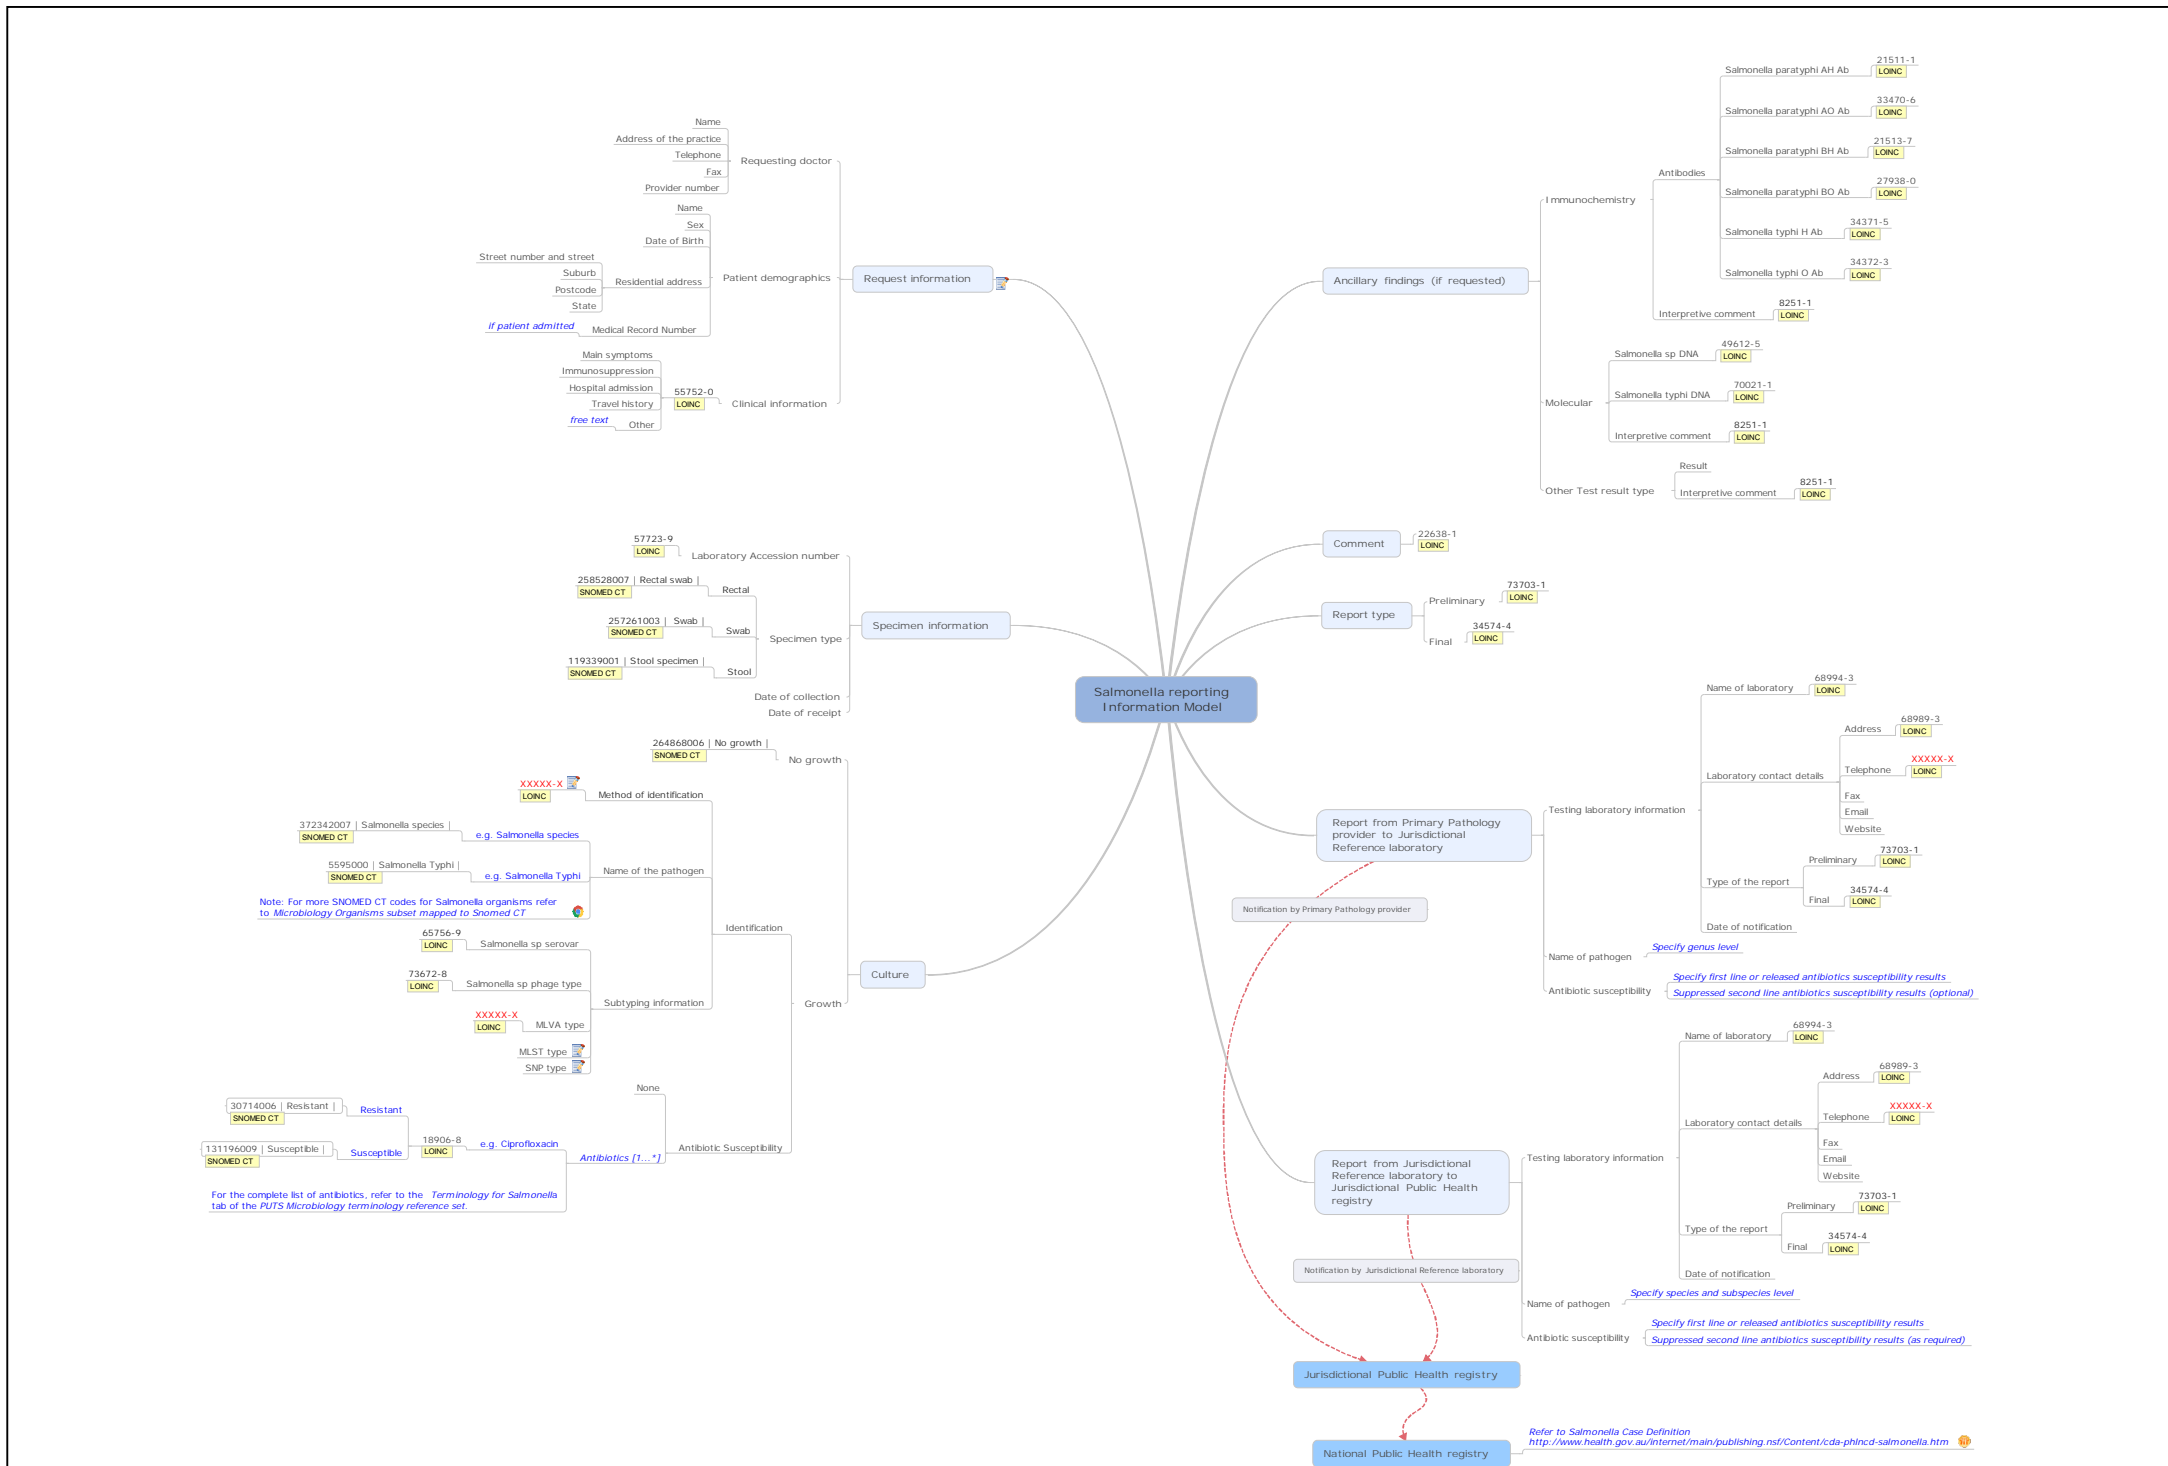 Salmonella reporting
Information Model
Request information
Requesting doctor
Name
Address of the practice
Telephone
Fax
Provider number
Patient demographics
Name
Sex
Date of Birth
Residential address
Street number and street
Suburb
Postcode
State
Medical Record Number
if patient admitted
Clinical information
55752-0
LOINC
Main symptoms
Immunosuppression
Hospital admission
Travel history
Other
free text
Specimen information
Laboratory Accession number
57723-9
LOINC
Specimen type
Rectal
258528007 | Rectal swab |
SNOMED CT
Swab
257261003 | Swab |
SNOMED CT
Stool
119339001 | Stool specimen |
SNOMED CT
Date of collection
Date of receipt
Culture
No growth
264868006 | No growth |
SNOMED CT
Growth
Identification
Method of identification
XXXXX-X
LOINC
Name of the pathogen
e.g. Salmonella species
372342007 | Salmonella species |
SNOMED CT
e.g. Salmonella Typhi
5595000 | Salmonella Typhi |
SNOMED CT
Note: For more SNOMED CT codes for Salmonella organisms refer
to Microbiology Organisms subset mapped to Snomed CT
Subtyping information
Salmonella sp serovar
65756-9
LOINC
Salmonella sp phage type
73672-8
LOINC
MLVA type
XXXXX-X
LOINC
MLST type
SNP type
Antibiotic Susceptibility
None
Antibiotics [1...*]
e.g. Ciprofloxacin
18906-8
LOINC
Resistant
30714006 | Resistant |
SNOMED CT
Susceptible
131196009 | Susceptible |
SNOMED CT
For the complete list of antibiotics, refer to the Terminology for Salmonella
tab of the PUTS Microbiology terminology reference set.
Ancillary findings (if requested)
Immunochemistry
Antibodies
Salmonella paratyphi AH Ab
21511-1
LOINC
Salmonella paratyphi AO Ab
33470-6
LOINC
Salmonella paratyphi BH Ab
21513-7
LOINC
Salmonella paratyphi BO Ab
27938-0
LOINC
Salmonella typhi H Ab
34371-5
LOINC
Salmonella typhi O Ab
34372-3
LOINC
Interpretive comment
8251-1
LOINC
Molecular
Salmonella sp DNA
49612-5
LOINC
Salmonella typhi DNA
70021-1
LOINC
Interpretive comment
8251-1
LOINC
Other Test result type
Result
Interpretive comment
8251-1
LOINC
Comment
22638-1
LOINC
Report type
Preliminary
73703-1
LOINC
Final
34574-4
LOINC
Report from Primary Pathology
provider to Jurisdictional
Reference laboratory
Testing laboratory information
Name of laboratory
68994-3
LOINC
Laboratory contact details
Address
68989-3
LOINC
Telephone
XXXXX-X
LOINC
Fax
Email
Website
Type of the report
Preliminary
73703-1
LOINC
Final
34574-4
LOINC
Date of notification
Name of pathogen
Specify genus level
Antibiotic susceptibility
Specify first line or released antibiotics susceptibility results
Suppressed second line antibiotics susceptibility results (optional)
Notification by Primary Pathology provider
Report from Jurisdictional
Reference laboratory to
Jurisdictional Public Health
registry
Testing laboratory information
Name of laboratory
68994-3
LOINC
Laboratory contact details
Address
68989-3
LOINC
Telephone
XXXXX-X
LOINC
Fax
Email
Website
Type of the report
Preliminary
73703-1
LOINC
Final
34574-4
LOINC
Date of notification
Name of pathogen
Specify species and subspecies level
Antibiotic susceptibility
Specify first line or released antibiotics susceptibility results
Suppressed second line antibiotics susceptibility results (as required)
Notification by Jurisdictional Reference laboratory
Jurisdictional Public Health registry
National Public Health registry
Refer to Salmonella Case Definition
http://www.health.gov.au/internet/main/publishing.nsf/Content/cda-phlncd-salmonella.htm